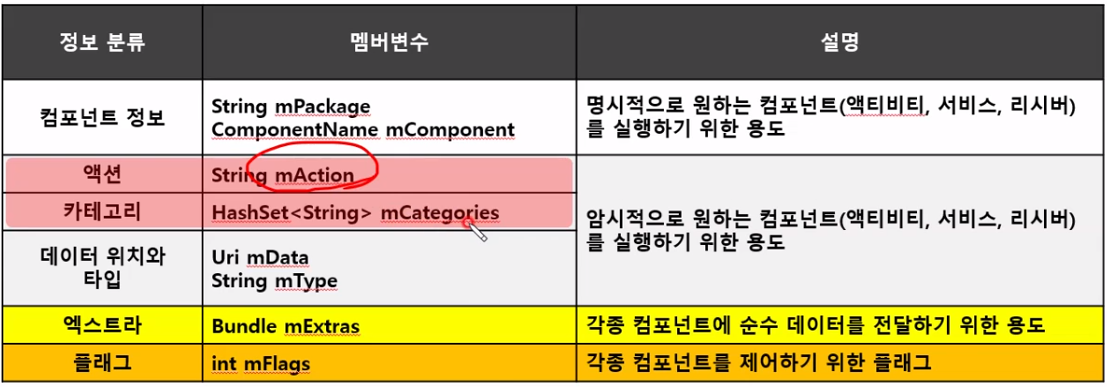 정보 분류
멤버변수
설명
컴포넌트 정보
String mPackage
ComponentName mComponent
명시적으로 원하는 컴포넌트(액티비티, 서비스, 리시버)
를 실행하기 위한 용도
액션
String mAction
카테고리
HashSet<String> mCategories
암시적으로 원하는 컴포넌트(액티비티, 서비스, 리시버)
를 실행하기 위한 용도
데이터 위치와
타입
Uri mData
String mType
엑스트라
Bundle mExtras
각종 컴포넌트에 순수 데이터를 전달하기 위한 용도
플래그
int mFlags
각종 컴포넌트를 제어하기 위한 플래그